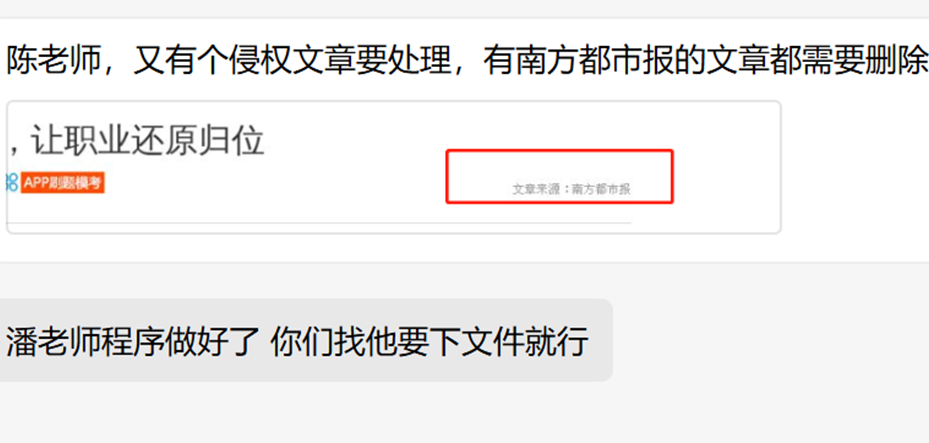 陈老师，又有个侵权文章要处理，有南方都市报的文章都需要删除
，让职业还原归位
APP刷题模考
文章来源：南方都市报
潘老师程序做好了 你们找他要下文件就行